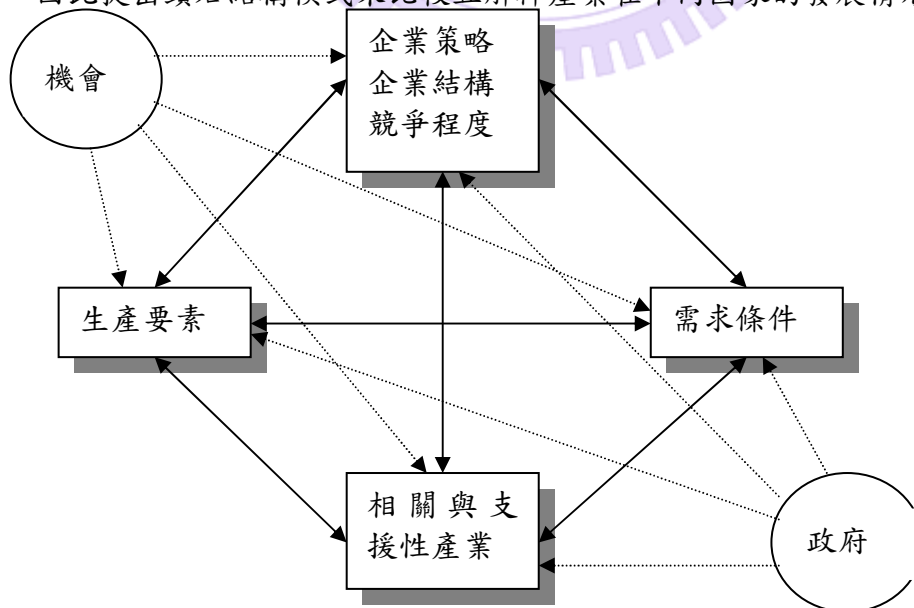 機會
企業策略
企業結構
競爭程度
生產要素
需求條件
相關與支
援性產業
政府